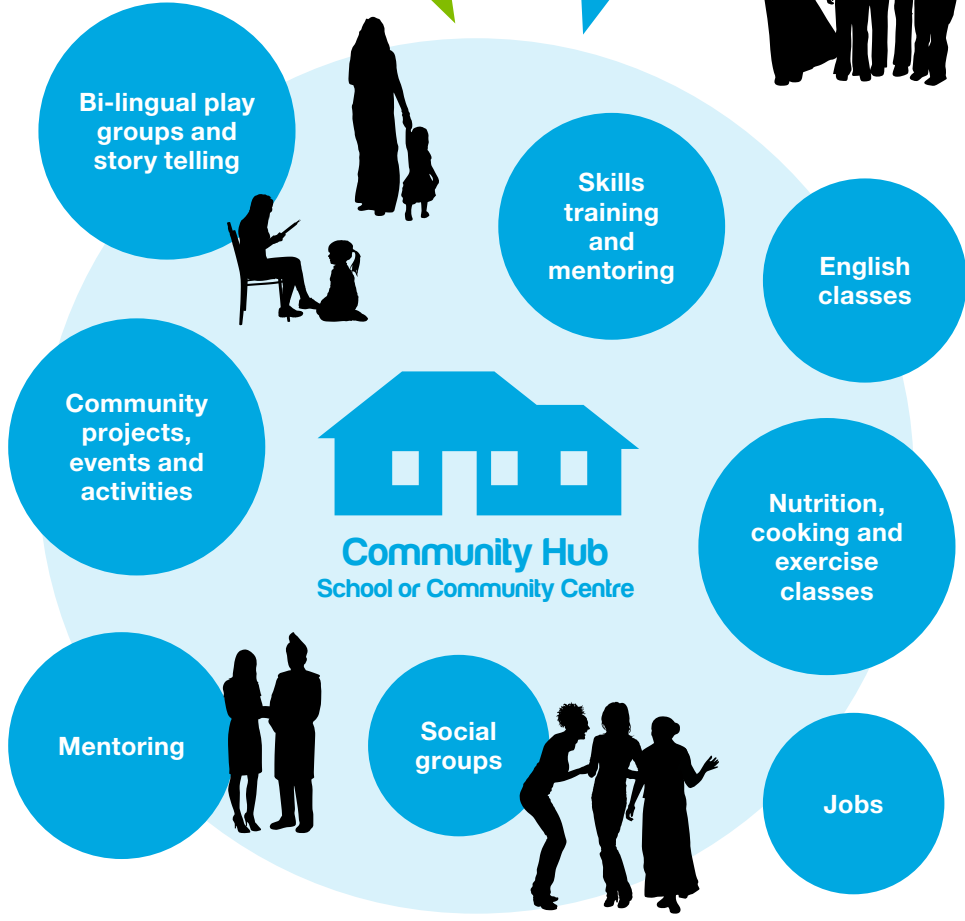 Bi-lingual play
groups and
story telling
Skills
training
and
mentoring
English
classes
Community
projects,
events and
activities
Community Hub
School or Community Centre
Nutrition,
cooking and
exercise
classes
Mentoring
Social
groups
Jobs